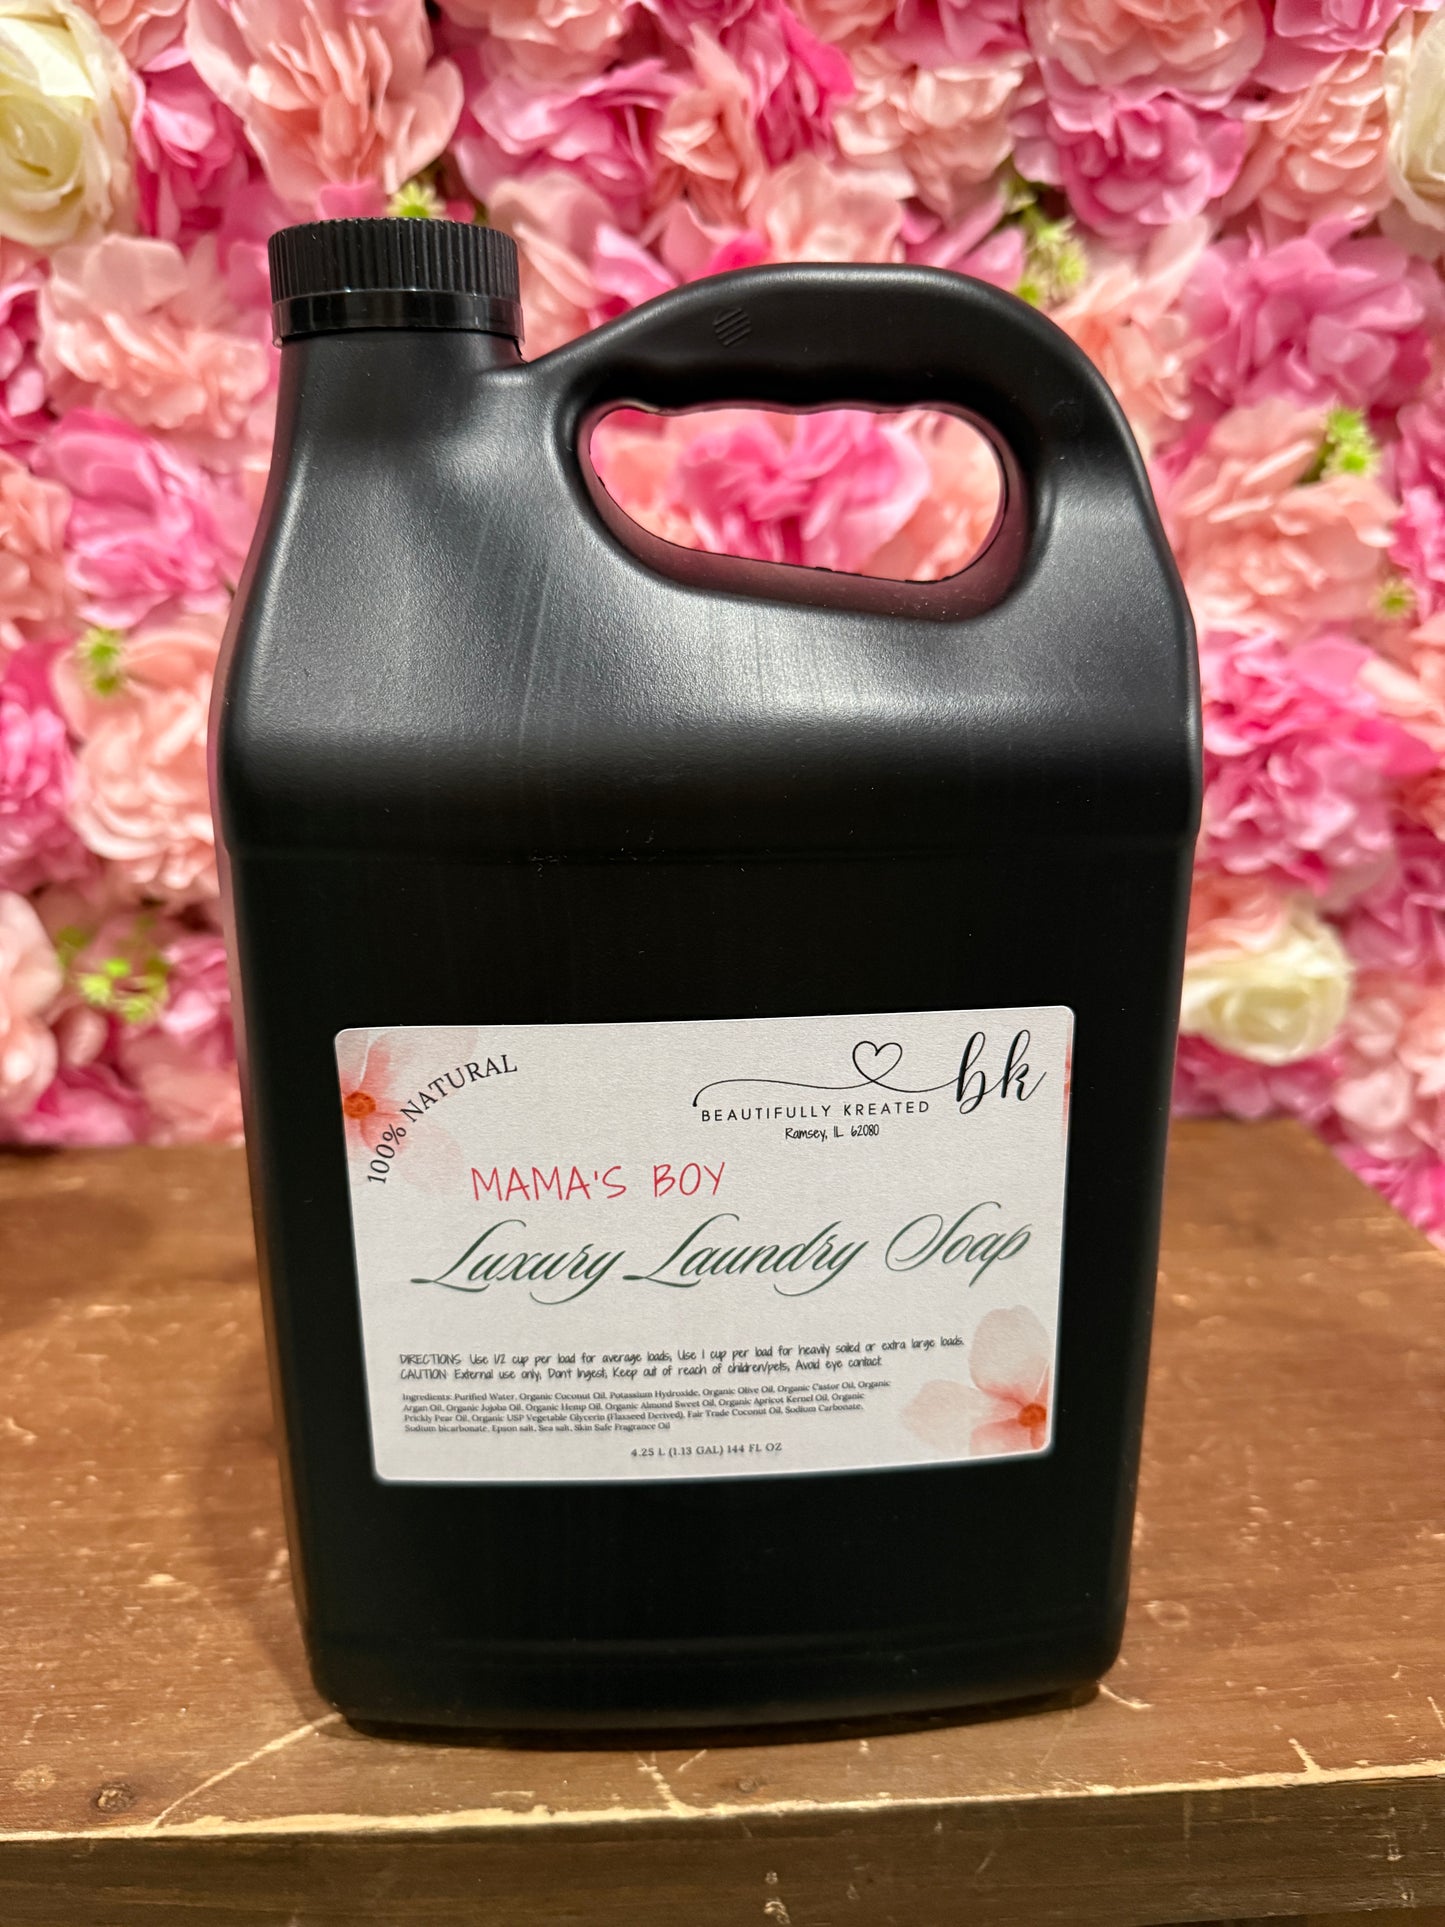 100% NATURAL
bk
BEAUTIFULLY KREATED
Ramsey, IL 62080
MAMA'S BOY
Luxury Laundry Soap
DIRECTIONS: Use 1/2 cup per load for average loads, Use 1 cup per load for heavily soiled or extra large loads.
CAUTION: External use only, Don't Ingest, Keep out of reach of children/pets, Avoid eye contact
Ingredients: Purified Water, Organic Coconut Oil, Potassium Hydroxide, Organic Olive Oil, Organic Castor Oil, Organic
Argan Oil, Organic Jojoba Oil, Organic Hemp Oil, Organic Almond Sweet Oil, Organic Apricot Kernel Oil, Organic
Prickly Pear Oil, Organic USP Vegetable Glycerin (Flaxseed Derived), Fair Trade Coconut Oil, Sodium Carbonate,
Sodium bicarbonate, Epson salt, Sea salt, Skin Safe Fragrance Oil
4.25 L (1.13 GAL) 144 FL OZ